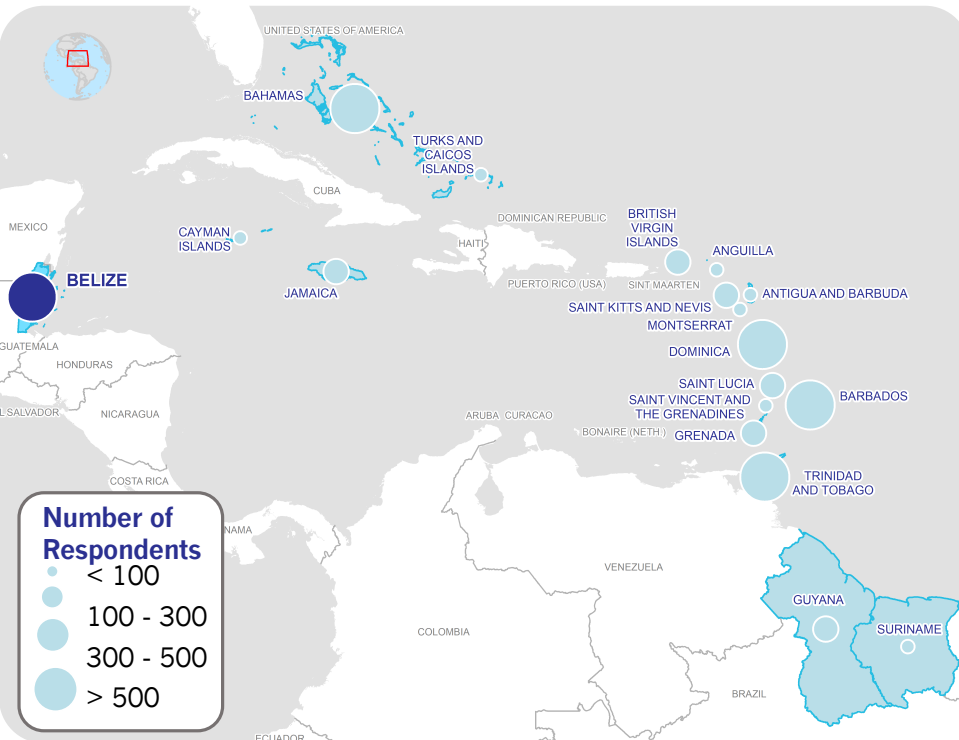 UNITED STATES OF AMERICA
BAHAMAS
TURKS AND
CAICOS
ISLANDS
CUBA
MEXICO
CAYMAN
ISLANDS
DOMINICAN REPUBLIC
HAITI
BRITISH
VIRGIN
ISLANDS
ANGUILLA
BELIZE
JAMAICA
PUERTO RICO (USA)
SINT MAARTEN
ANTIGUA AND BARBUDA
SAINT KITTS AND NEVIS
MONTSERRAT
GUATEMALA
DOMINICA
HONDURAS
SAINT LUCIA
SAINT VINCENT AND
THE GRENADINES
BARBADOS
L SALVADOR
NICARAGUA
ARUBA
CURACAO
BONAIRE (NETH.)
GRENADA
COSTA RICA
TRINIDAD
AND TOBAGO
NAMA
VENEZUELA
GUYANA
SURINAME
COLOMBIA
BRAZIL
ECUADOR
Number of
Respondents
< 100
100 - 300
300 - 500
> 500